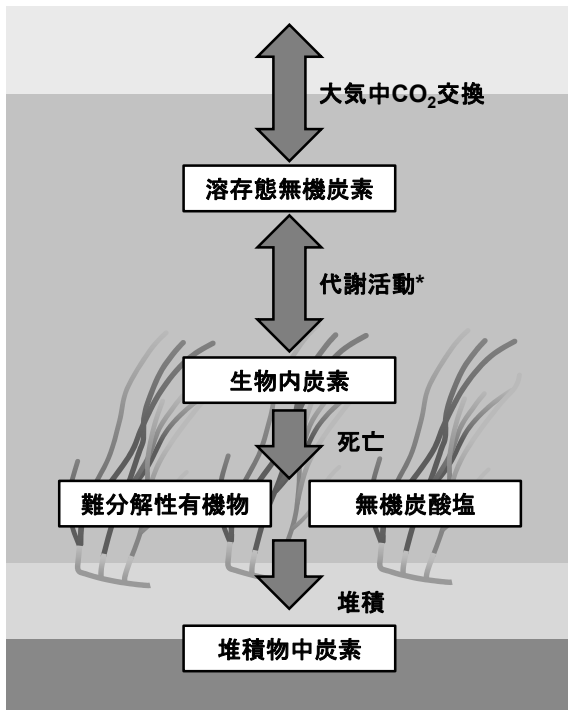 大気中CO₂交換
溶存態無機炭素
代謝活動*
生物内炭素
死亡
難分解性有機物
無機炭酸塩
堆積
堆積物中炭素